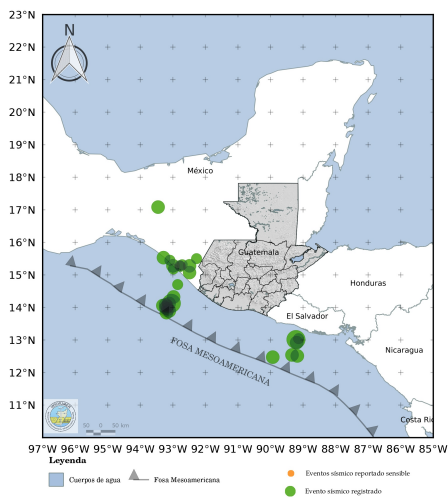 23°N
22°N
21°N
20°N
19°N
18°N
17°N
16°N
15°N
14°N
13°N
12°N
11°N
N
México
Guatemala
Honduras
El Salvador
Nicaragua
Costa Ric
FOSA MESOAMERICANA
50 0 50 km
97°W 96°W 95°W 94°W 93°W 92°W 91°W 90°W 89°W 88°W 87°W 86°W 85°W
Leyenda
Cuerpos de agua
Fosa Mesoamericana
Eventos sísmico reportado sensible
Evento sísmico registrado